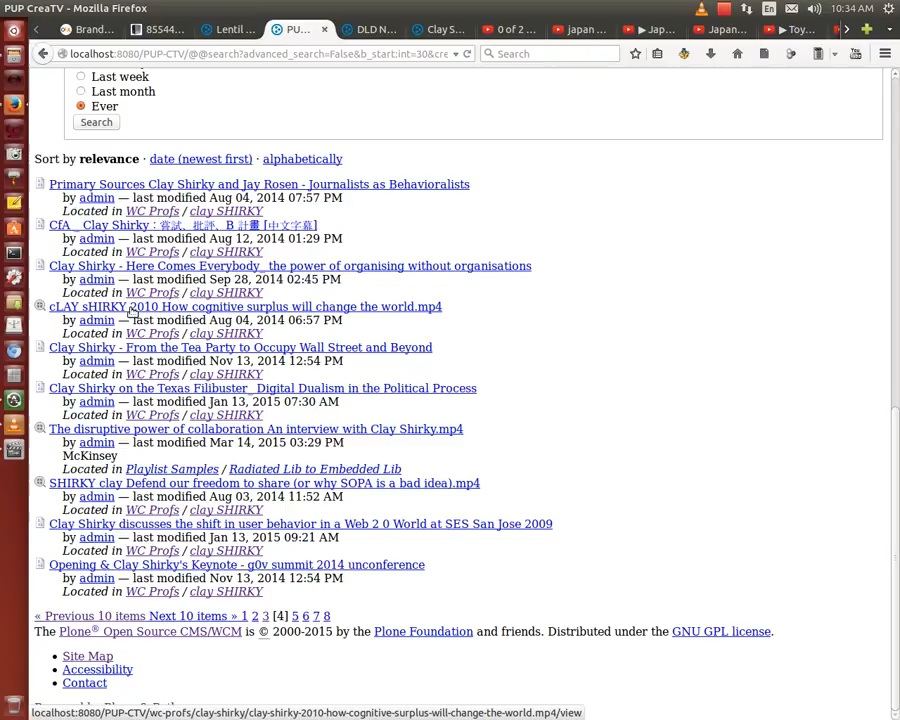 PUP CreaTV - Mozilla Firefox
En
10:34 AM
Brand...
85544...
Lentil ...
PU...
DLD N...
Clay S...
0 of 2 ...
japan ...
Jap...
Japan...
Toy...
localhost:8080/PUP-CTV/@@search?advanced_search=False&b_start:int=30&cre
Search
Last week
Last month
Ever
Search
Sort by relevance · date (newest first) · alphabetically
Primary Sources Clay Shirky and Jay Rosen - Journalists as Behavioralists
by admin — last modified Aug 04, 2014 07:57 PM
Located in WC Profs / clay SHIRKY
CfA _ Clay Shirky：嘗試、批評、B 計畫 [中文字幕]
by admin — last modified Aug 12, 2014 01:29 PM
Located in WC Profs / clay SHIRKY
Clay Shirky - Here Comes Everybody_ the power of organising without organisations
by admin — last modified Sep 28, 2014 02:45 PM
Located in WC Profs / clay SHIRKY
cLAY sHIRKY 2010 How cognitive surplus will change the world.mp4
by admin — last modified Aug 04, 2014 06:57 PM
Located in WC Profs / clay SHIRKY
Clay Shirky - From the Tea Party to Occupy Wall Street and Beyond
by admin — last modified Nov 13, 2014 12:54 PM
Located in WC Profs / clay SHIRKY
Clay Shirky on the Texas Filibuster_ Digital Dualism in the Political Process
by admin — last modified Jan 13, 2015 07:30 AM
Located in WC Profs / clay SHIRKY
The disruptive power of collaboration An interview with Clay Shirky.mp4
by admin — last modified Mar 14, 2015 03:29 PM
McKinsey
Located in Playlist Samples / Radiated Lib to Embedded Lib
SHIRKY clay Defend our freedom to share (or why SOPA is a bad idea).mp4
by admin — last modified Aug 03, 2014 11:52 AM
Located in WC Profs / clay SHIRKY
Clay Shirky discusses the shift in user behavior in a Web 2 0 World at SES San Jose 2009
by admin — last modified Jan 13, 2015 09:21 AM
Located in WC Profs / clay SHIRKY
Opening & Clay Shirky's Keynote - g0v summit 2014 unconference
by admin — last modified Nov 13, 2014 12:54 PM
Located in WC Profs / clay SHIRKY
« Previous 10 items Next 10 items » 1 2 3 [4] 5 6 7 8
The Plone® Open Source CMS/WCM is © 2000-2015 by the Plone Foundation and friends. Distributed under the GNU GPL license.
• Site Map
• Accessibility
• Contact
localhost:8080/PUP-CTV/wc-profs/clay-shirky/clay-shirky-2010-how-cognitive-surplus-will-change-the-world.mp4/view